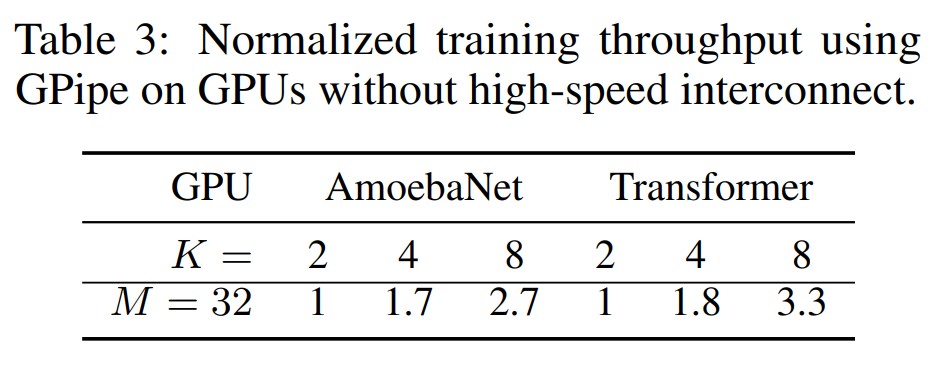 Table 3: Normalized training throughput using
GPipe on GPUs without high-speed interconnect.
GPU AmoebaNet Transformer
K = 2 4 8 2 4 8
M = 32 1 1.7 2.7 1 1.8 3.3